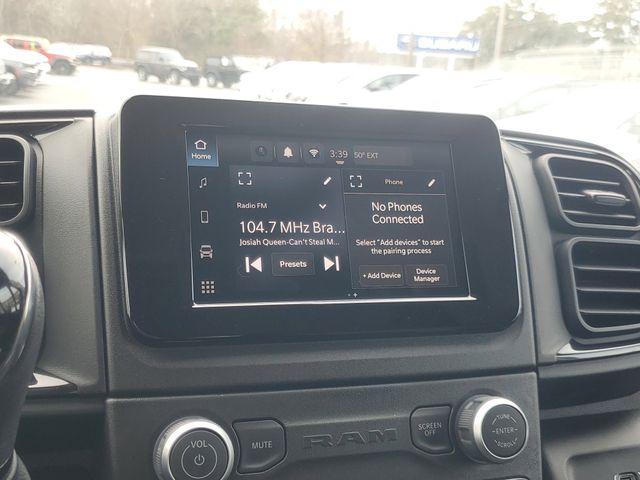 SUBARU
Home
3:39
50° EXT
Radio FM
104.7 MHz Bra...
Josiah Queen-Can't Steal M...
Presets
Phone
No Phones
Connected
Select "Add devices" to start
the pairing process
+ Add Device
Device
Manager
VOL
MUTE
RAM
SCREEN
OFF
TUNE
ENTER
SCROLL